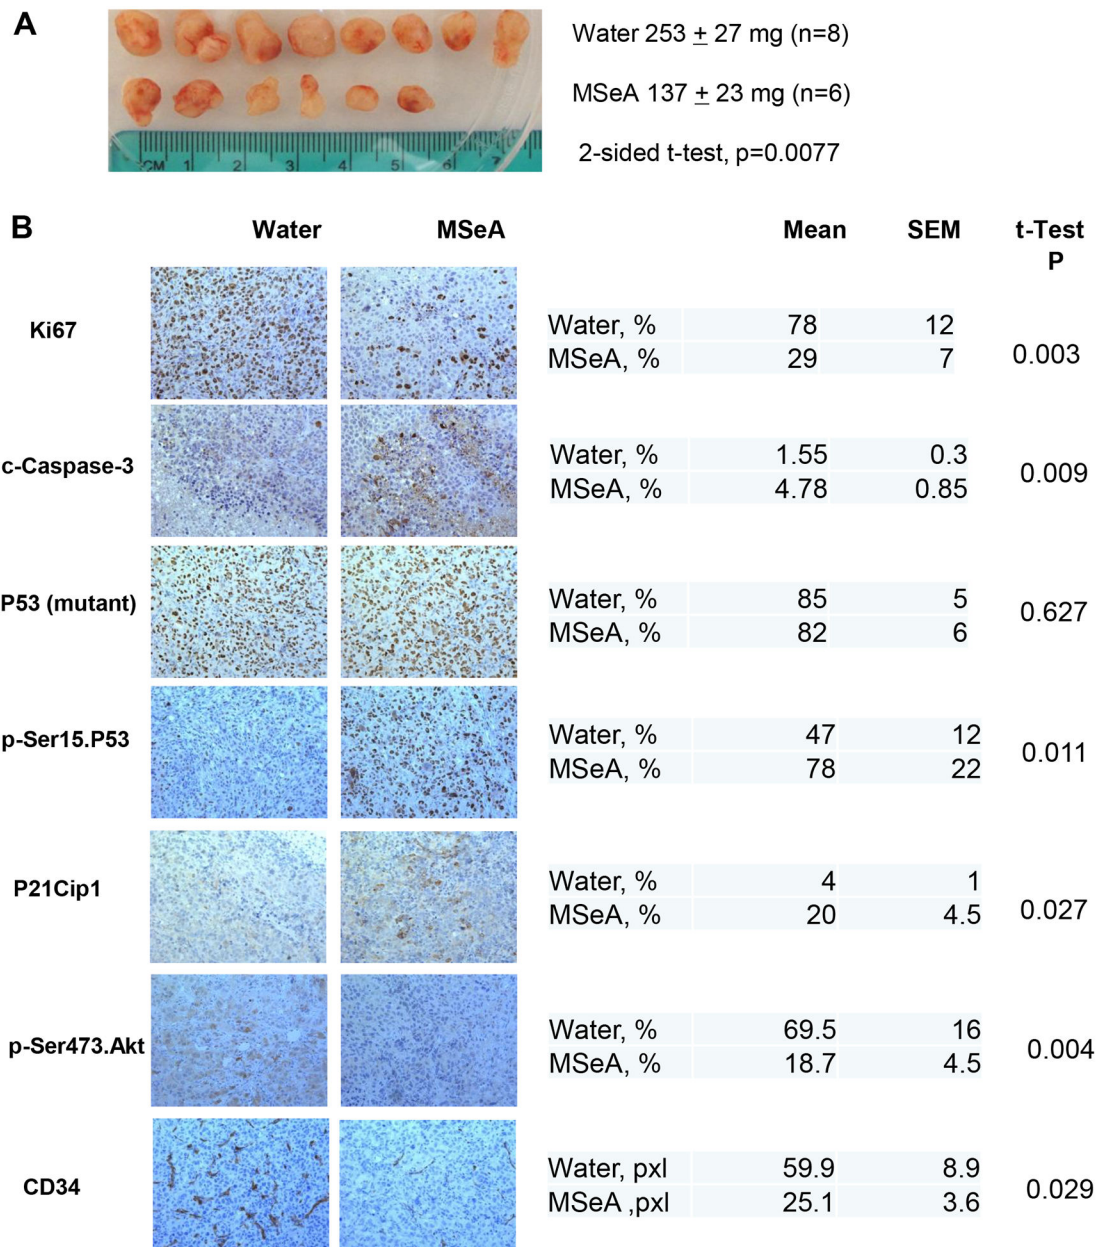 A
Water 253 ± 27 mg (n=8)
MSeA 137 ± 23 mg (n=6)
2-sided t-test, p=0.0077
CM 1 2 3 4 5 6 7
B
Water MSeA Mean SEM t-Test
P
Ki67
Water, % 78 12
MSeA, % 29 7
0.003
c-Caspase-3
Water, % 1.55 0.3
MSeA, % 4.78 0.85
0.009
P53 (mutant)
Water, % 85 5
MSeA, % 82 6
0.627
p-Ser15.P53
Water, % 47 12
MSeA, % 78 22
0.011
P21Cip1
Water, % 4 1
MSeA, % 20 4.5
0.027
p-Ser473.Akt
Water, % 69.5 16
MSeA, % 18.7 4.5
0.004
CD34
Water, pxl 59.9 8.9
MSeA ,pxl 25.1 3.6
0.029